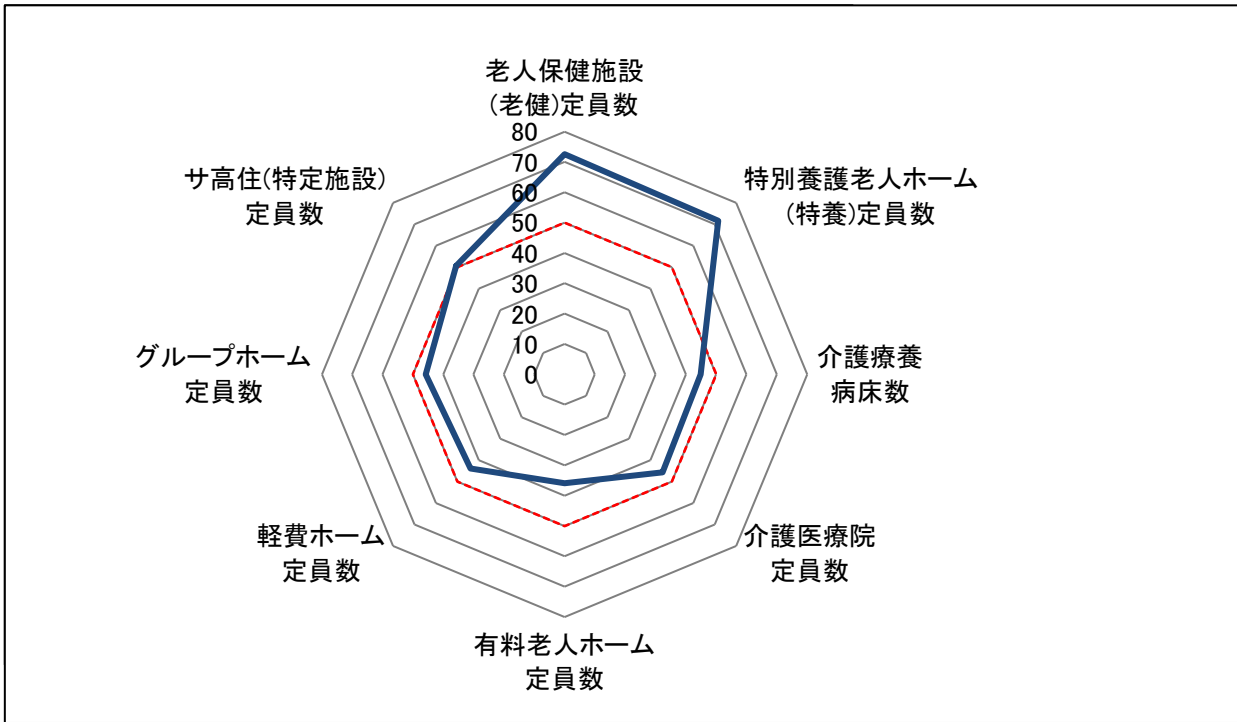 老人保健施設
(老健)定員数
特別養護老人ホーム
(特養)定員数
介護療養
病床数
介護医療院
定員数
有料老人ホーム
定員数
軽費ホーム
定員数
グループホーム
定員数
サ高住(特定施設)
定員数
80
70
60
50
40
30
20
10
0